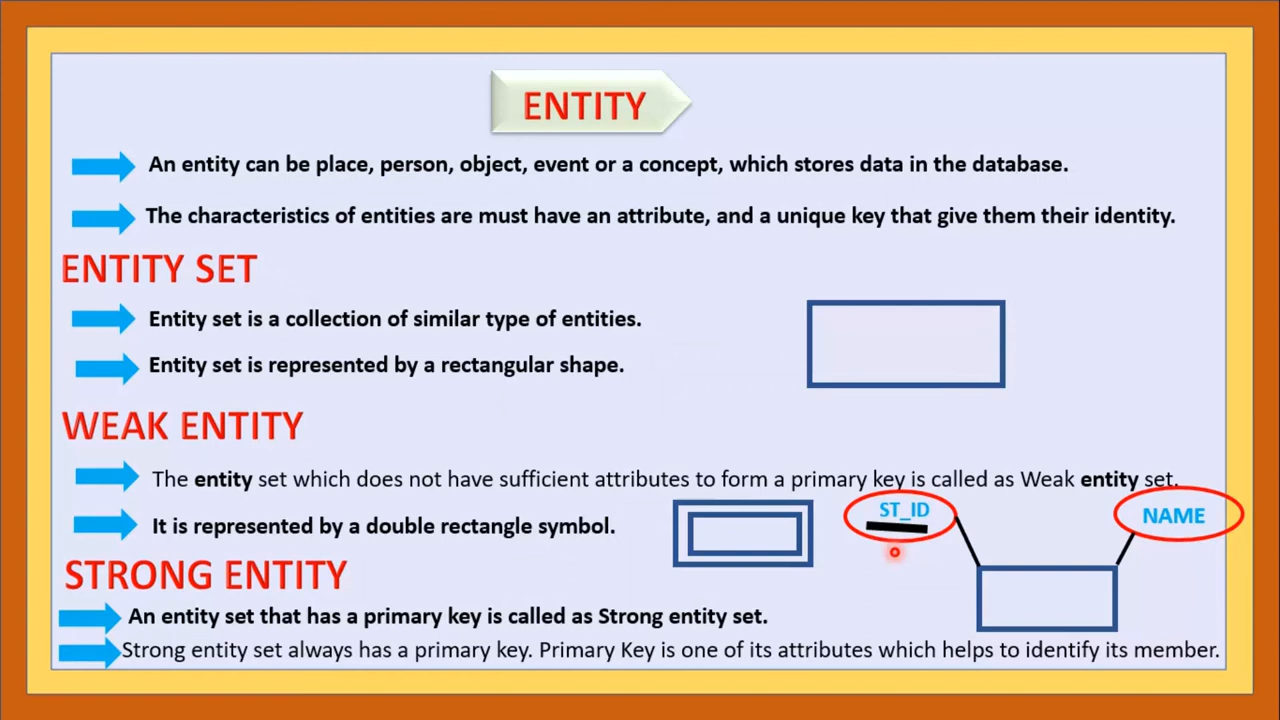 ENTITY
An entity can be place, person, object, event or a concept, which stores data in the database.
The characteristics of entities are must have an attribute, and a unique key that give them their identity.
ENTITY SET
Entity set is a collection of similar type of entities.
Entity set is represented by a rectangular shape.
WEAK ENTITY
The entity set which does not have sufficient attributes to form a primary key is called as Weak entity set.
It is represented by a double rectangle symbol.
ST_ID
NAME
STRONG ENTITY
An entity set that has a primary key is called as Strong entity set.
Strong entity set always has a primary key. Primary Key is one of its attributes which helps to identify its member.